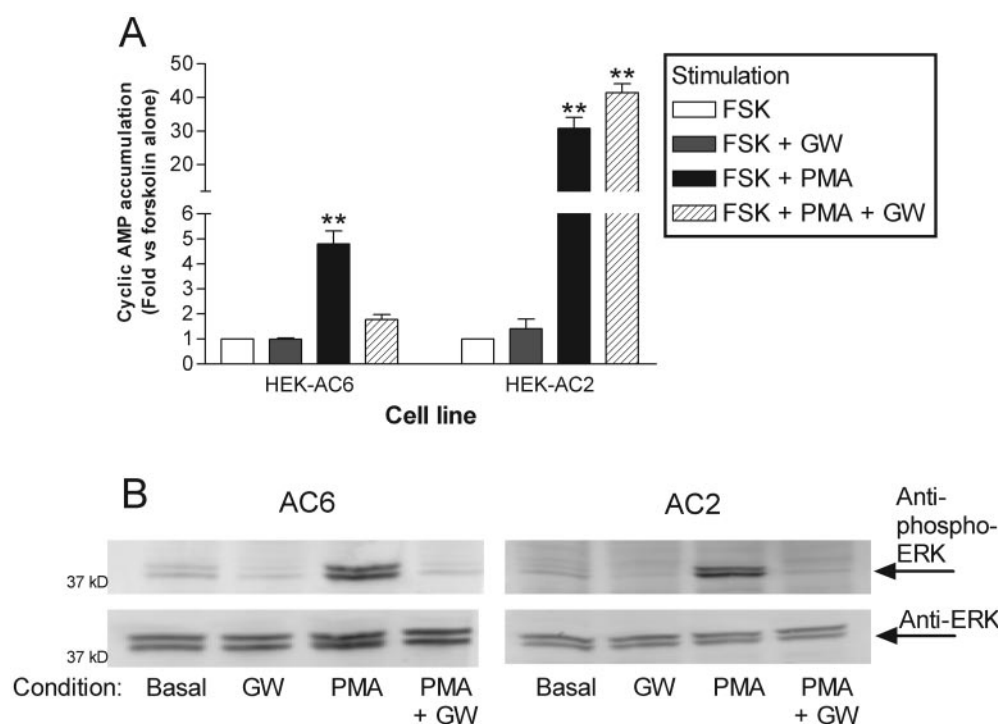 A
Cyclic AMP accumulation
(Fold vs forskolin alone)
50
40
30
20
6
5
4
3
2
1
0
**
**
**
HEK-AC6
HEK-AC2
Cell line
Stimulation
FSK
FSK + GW
FSK + PMA
FSK + PMA + GW
B
AC6
AC2
Anti-
phospho-
ERK
37 kD
Anti-ERK
37 kD
Condition: Basal GW PMA PMA Basal GW PMA PMA
+ GW + GW